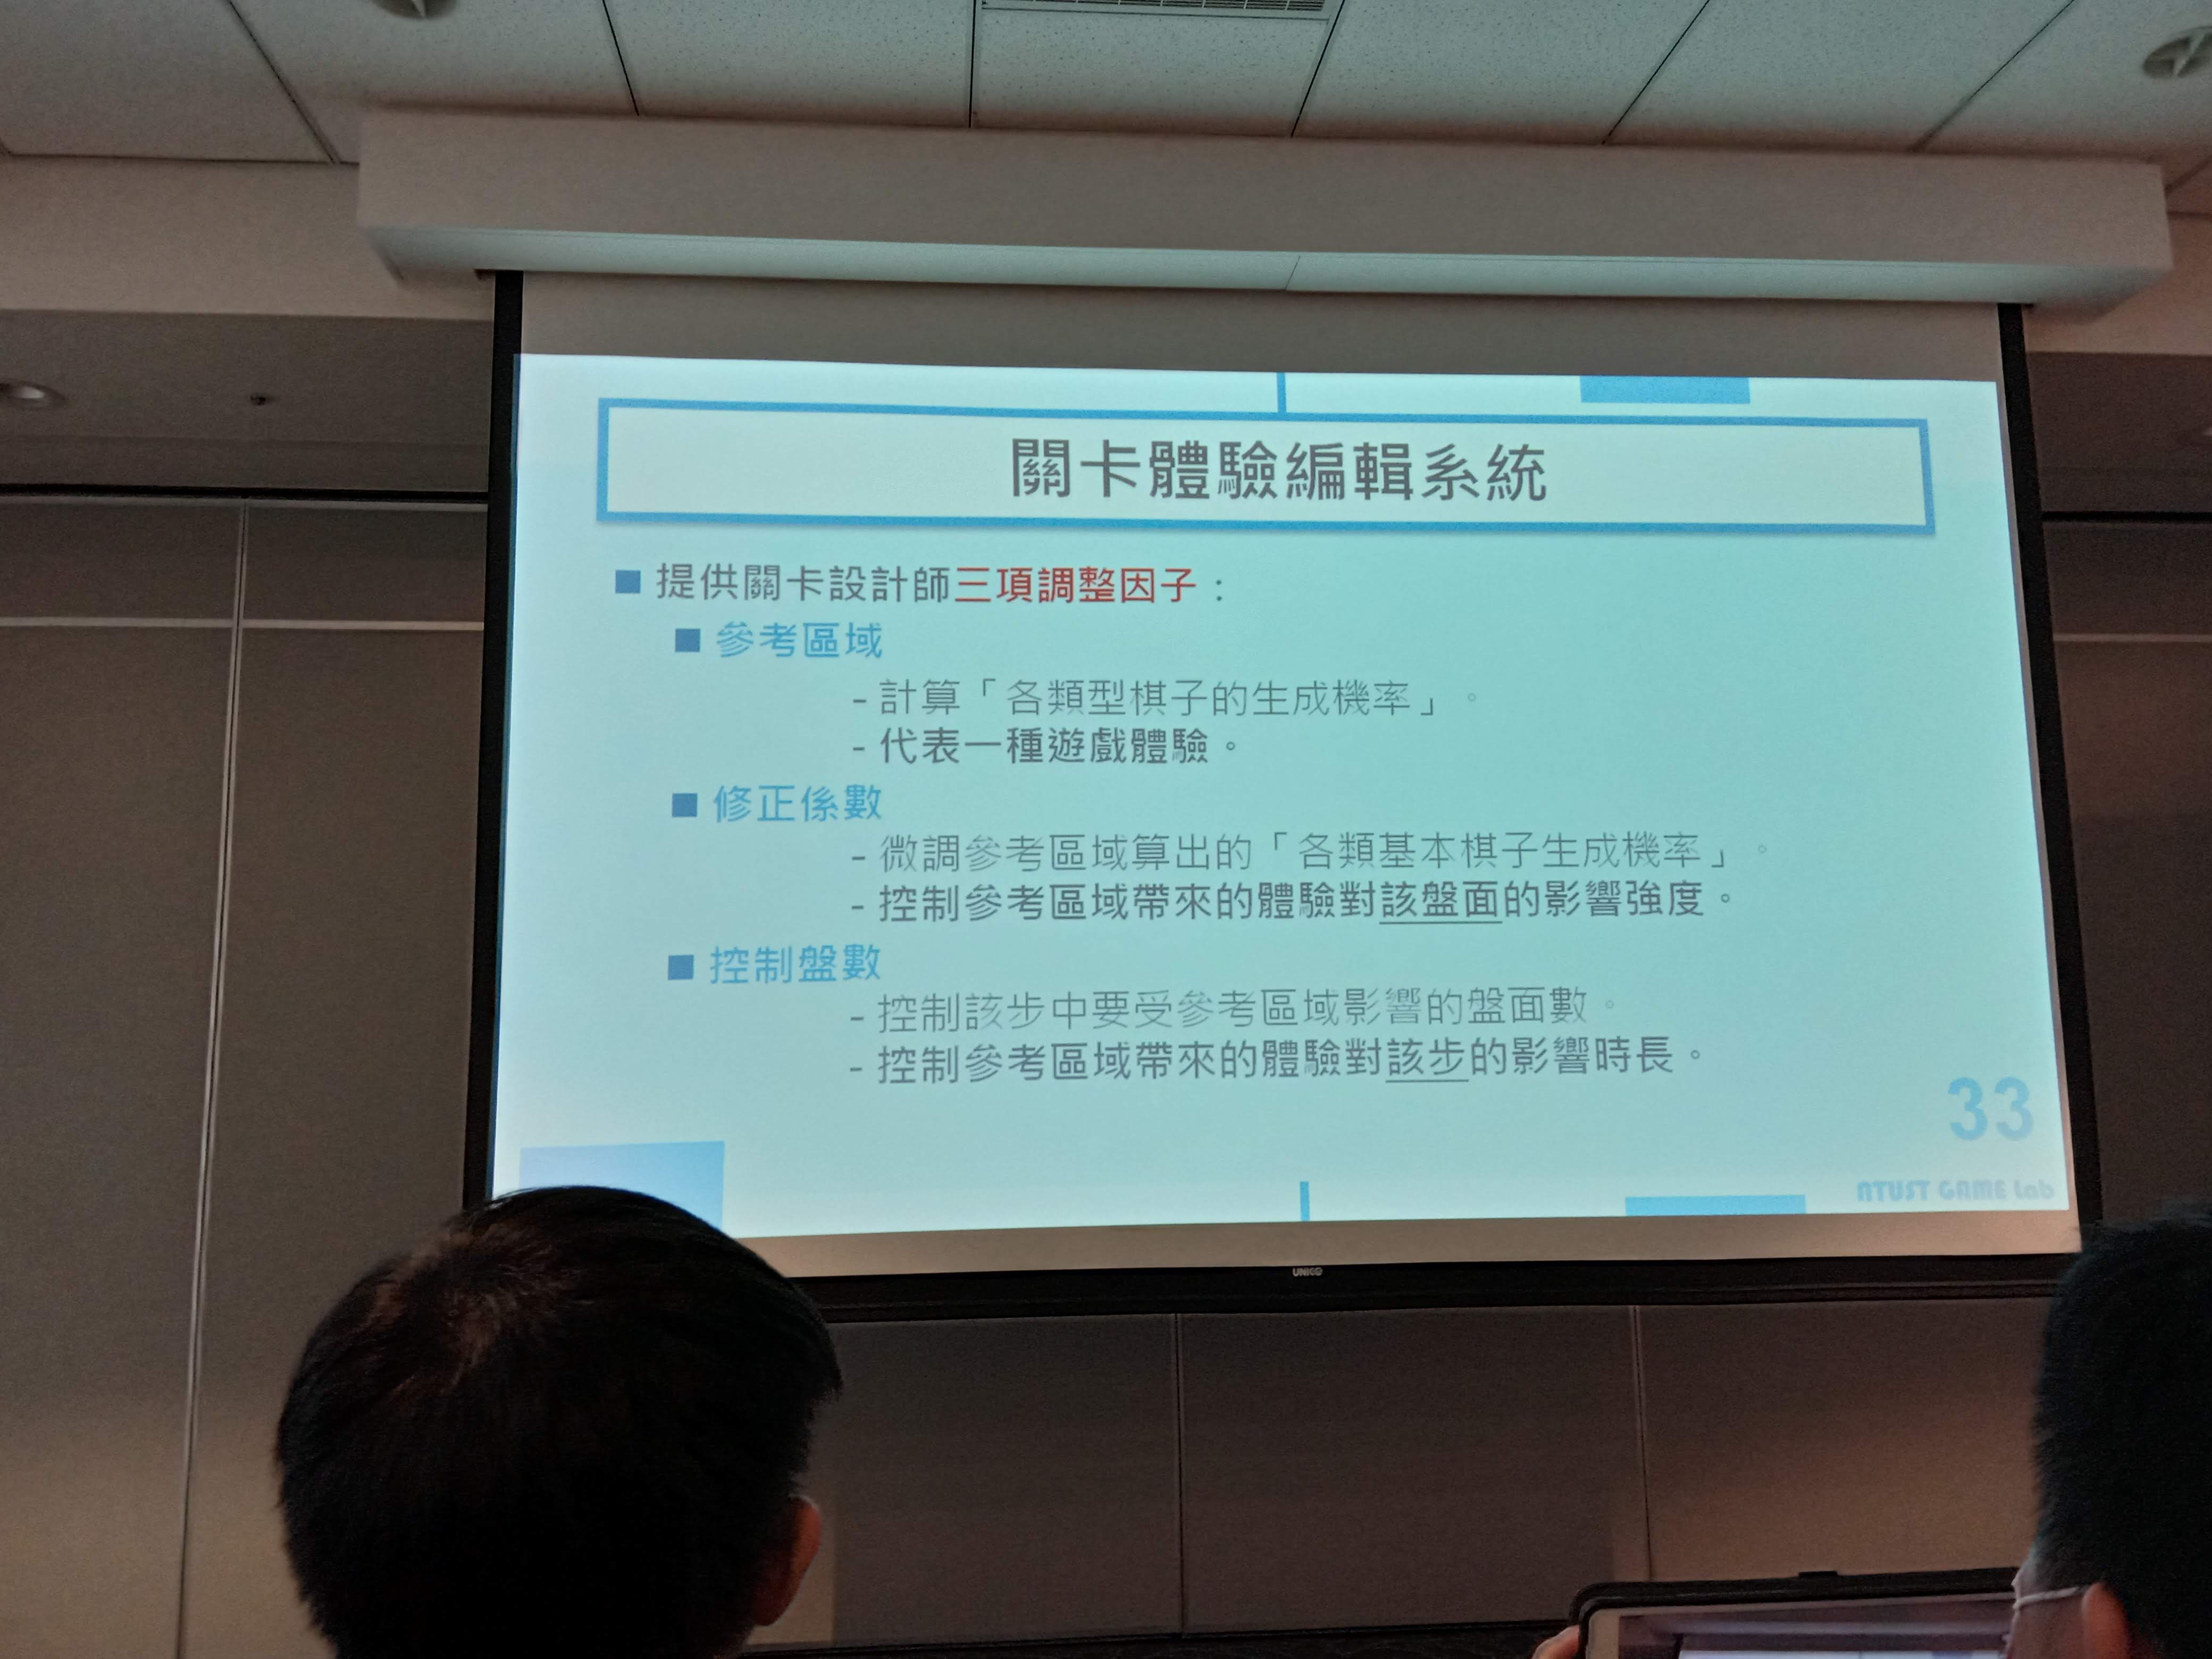 關卡體驗編輯系統
■ 提供關卡設計師三項調整因子：
■ 參考區域
- 計算「各類型棋子的生成機率」。
- 代表一種遊戲體驗。
■ 修正係數
- 微調參考區域算出的「各類基本棋子生成機率」。
- 控制參考區域帶來的體驗對該盤面的影響強度。
■ 控制盤數
- 控制該步中要受參考區域影響的盤面數。
- 控制參考區域帶來的體驗對該步的影響時長。
33
NTUST GAME Lab
UNICO